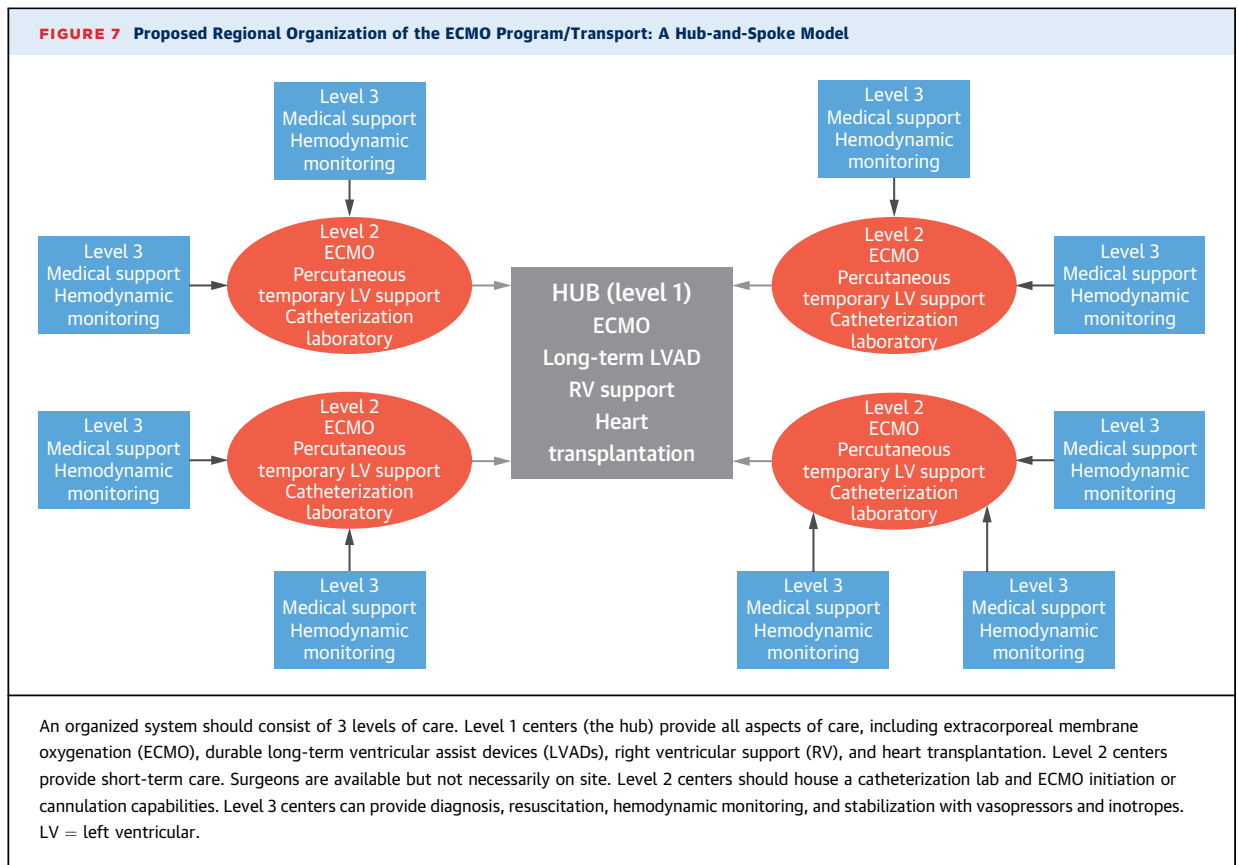 FIGURE 7 Proposed Regional Organization of the ECMO Program/Transport: A Hub-and-Spoke Model
Level 3
Medical support
Hemodynamic
monitoring
Level 3
Medical support
Hemodynamic
monitoring
Level 2
ECMO
Percutaneous
temporary LV support
Catheterization
laboratory
Level 3
Medical support
Hemodynamic
monitoring
Level 2
ECMO
Percutaneous
temporary LV support
Catheterization
laboratory
Level 3
Medical support
Hemodynamic
monitoring
HUB (level 1)
ECMO
Long-term LVAD
RV support
Heart
transplantation
Level 3
Medical support
Hemodynamic
monitoring
Level 2
ECMO
Percutaneous
temporary LV support
Catheterization
laboratory
Level 3
Medical support
Hemodynamic
monitoring
Level 2
ECMO
Percutaneous
temporary LV support
Catheterization
laboratory
Level 3
Medical support
Hemodynamic
monitoring
Level 3
Medical support
Hemodynamic
monitoring
Level 3
Medical support
Hemodynamic
monitoring
An organized system should consist of 3 levels of care. Level 1 centers (the hub) provide all aspects of care, including extracorporeal membrane
oxygenation (ECMO), durable long-term ventricular assist devices (LVADs), right ventricular support (RV), and heart transplantation. Level 2 centers
provide short-term care. Surgeons are available but not necessarily on site. Level 2 centers should house a catheterization lab and ECMO initiation or
cannulation capabilities. Level 3 centers can provide diagnosis, resuscitation, hemodynamic monitoring, and stabilization with vasopressors and inotropes.
LV = left ventricular.